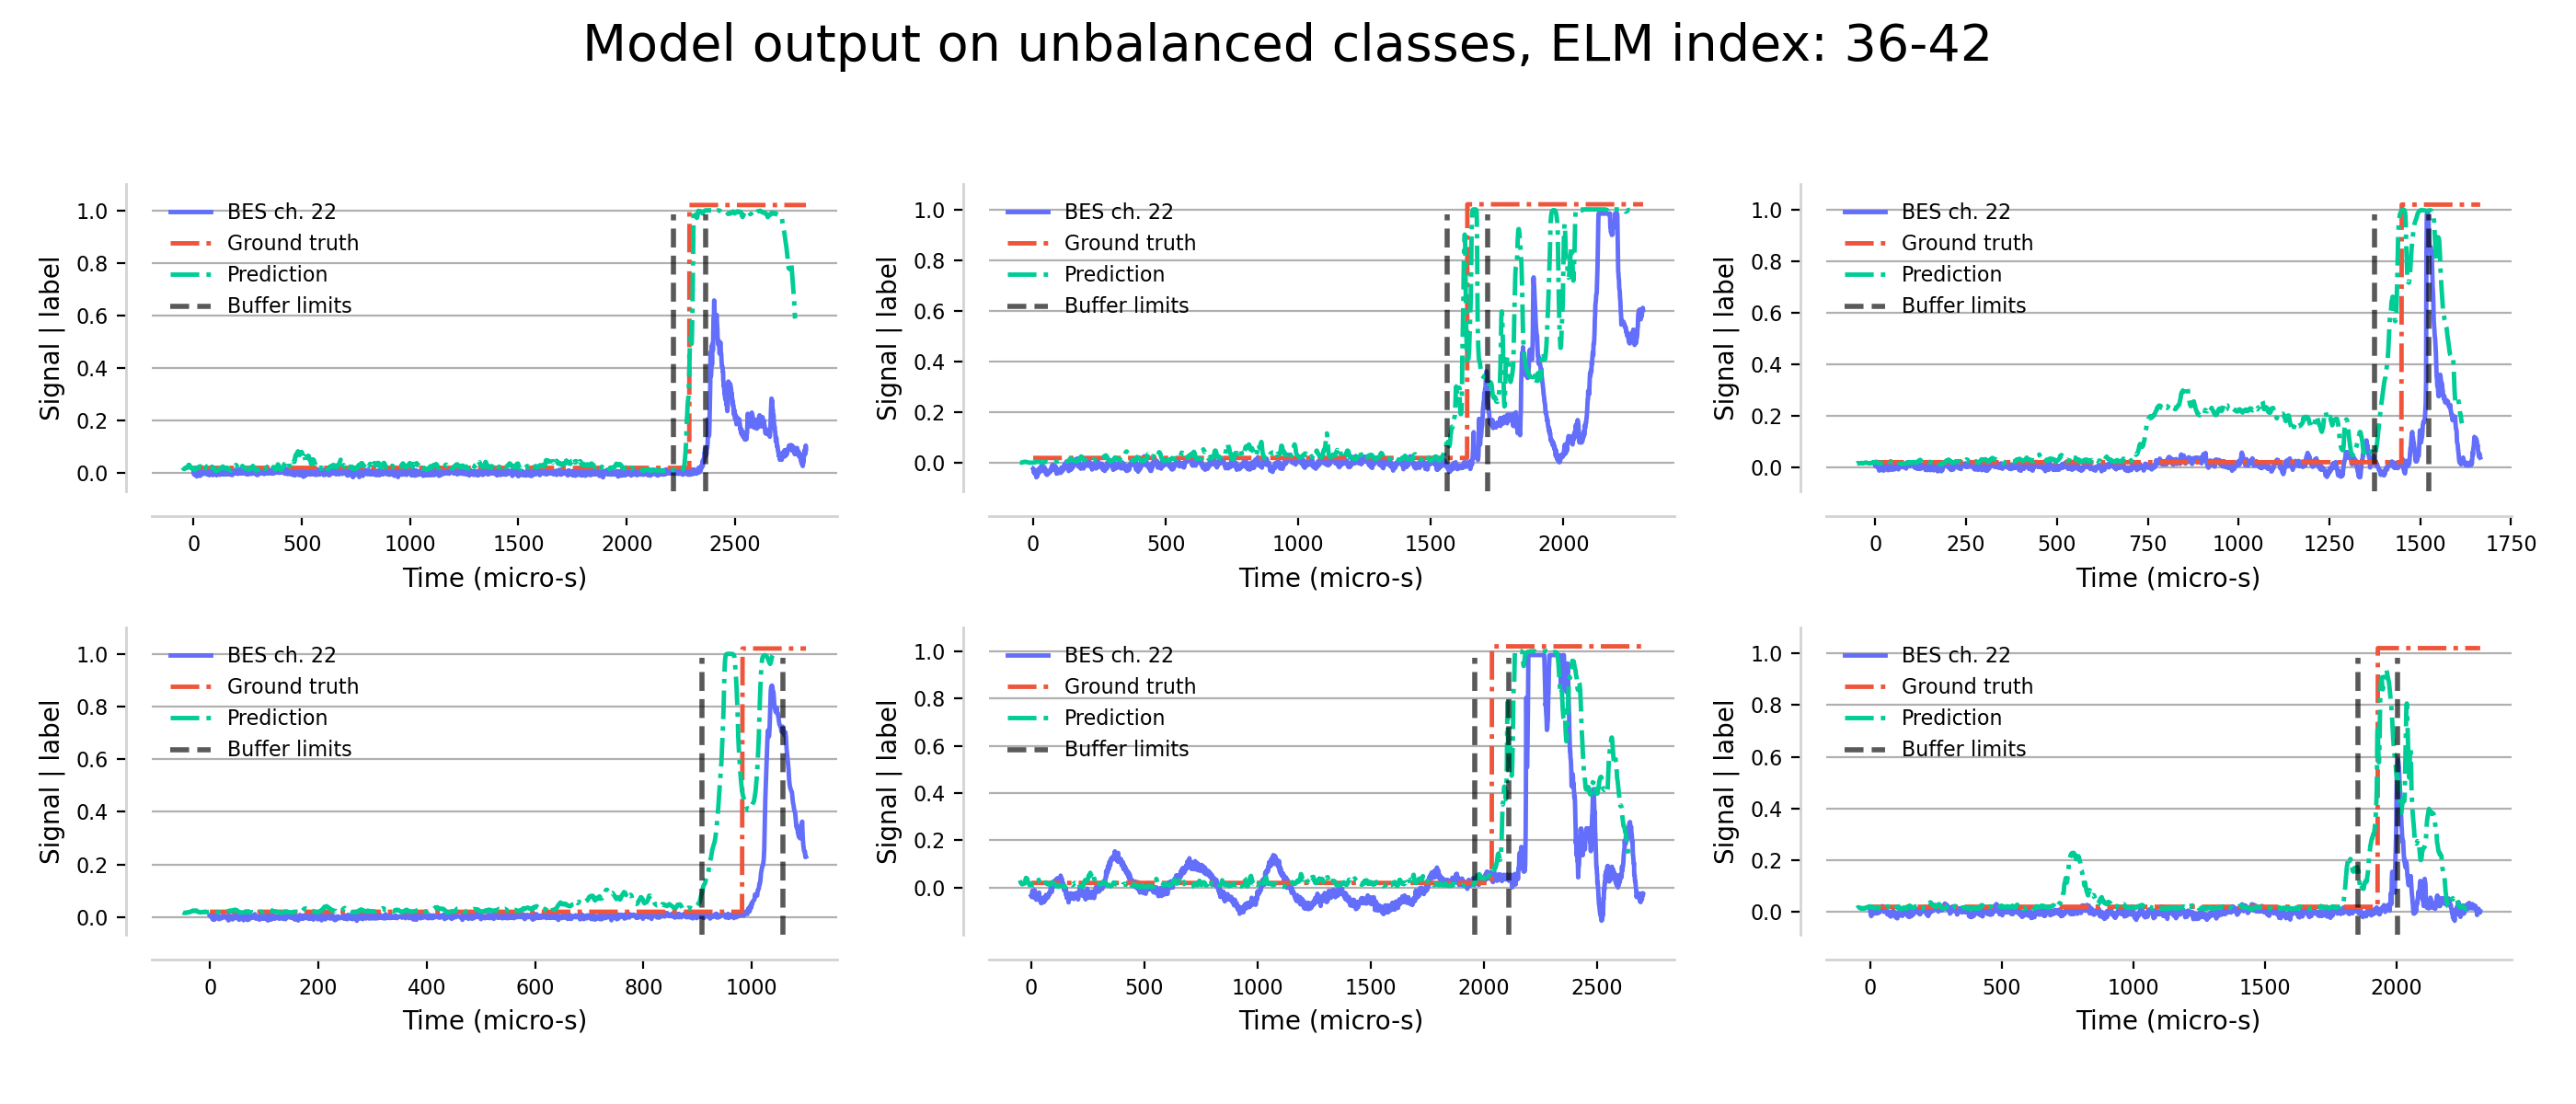 Model output on unbalanced classes, ELM index: 36-42
Signal | label
1.0
0.8
0.6
0.4
0.2
0.0
BES ch. 22
Ground truth
Prediction
Buffer limits
0 500 1000 1500 2000 2500
Time (micro-s)
Signal | label
1.0
0.8
0.6
0.4
0.2
0.0
BES ch. 22
Ground truth
Prediction
Buffer limits
0 500 1000 1500 2000
Time (micro-s)
Signal | label
1.0
0.8
0.6
0.4
0.2
0.0
BES ch. 22
Ground truth
Prediction
Buffer limits
0 250 500 750 1000 1250 1500 1750
Time (micro-s)
Signal | label
1.0
0.8
0.6
0.4
0.2
0.0
BES ch. 22
Ground truth
Prediction
Buffer limits
0 200 400 600 800 1000
Time (micro-s)
Signal | label
1.0
0.8
0.6
0.4
0.2
0.0
BES ch. 22
Ground truth
Prediction
Buffer limits
0 500 1000 1500 2000 2500
Time (micro-s)
Signal | label
1.0
0.8
0.6
0.4
0.2
0.0
BES ch. 22
Ground truth
Prediction
Buffer limits
0 500 1000 1500 2000
Time (micro-s)